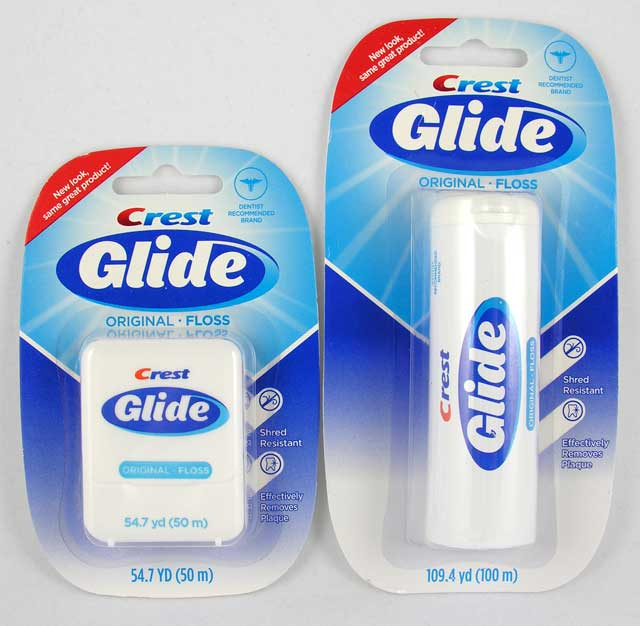 New look,
same great product!
DENTIST
RECOMMENDED
BRAND
Crest
Glide
ORIGINAL · FLOSS
Crest
Glide
ORIGINAL · FLOSS
54.7 yd (50 m)
Shred
Resistant
Effectively
Removes
Plaque
54.7 YD (50 m)
New look,
same great product!
DENTIST
RECOMMENDED
BRAND
Crest
Glide
ORIGINAL · FLOSS
Crest
Glide
ORIGINAL · FLOSS
Shred
Resistant
Effectively
Removes
Plaque
109.4 yd (100 m)